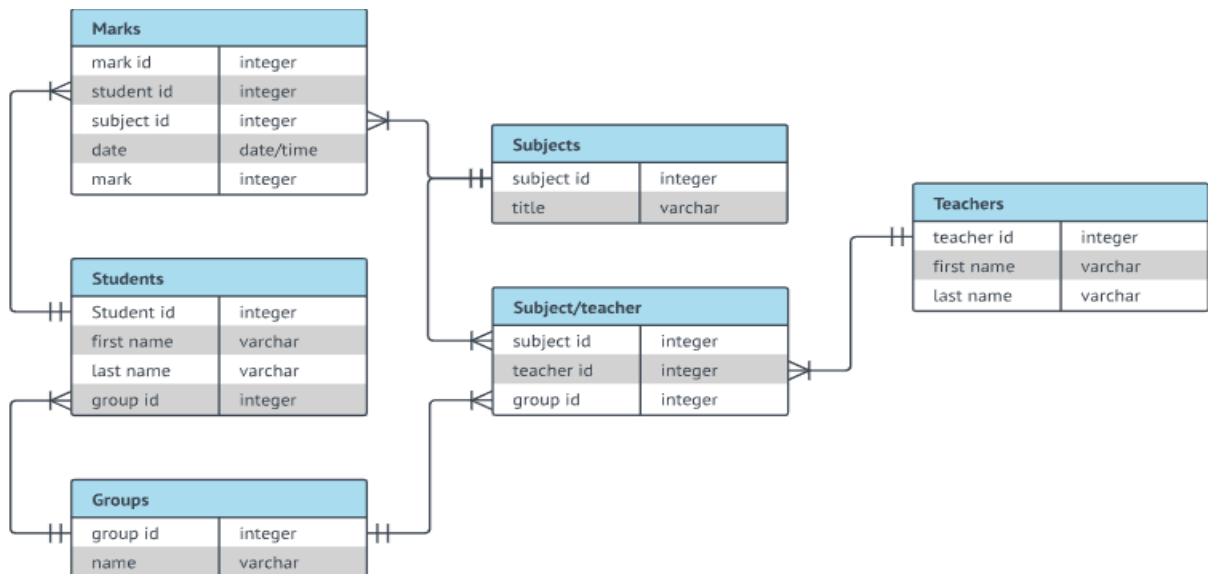 Marks
mark id integer
student id integer
subject id integer
date date/time
mark integer
Subjects
subject id integer
title varchar
Teachers
teacher id integer
first name varchar
last name varchar
Students
Student id integer
first name varchar
last name varchar
group id integer
Subject/teacher
subject id integer
teacher id integer
group id integer
Groups
group id integer
name varchar